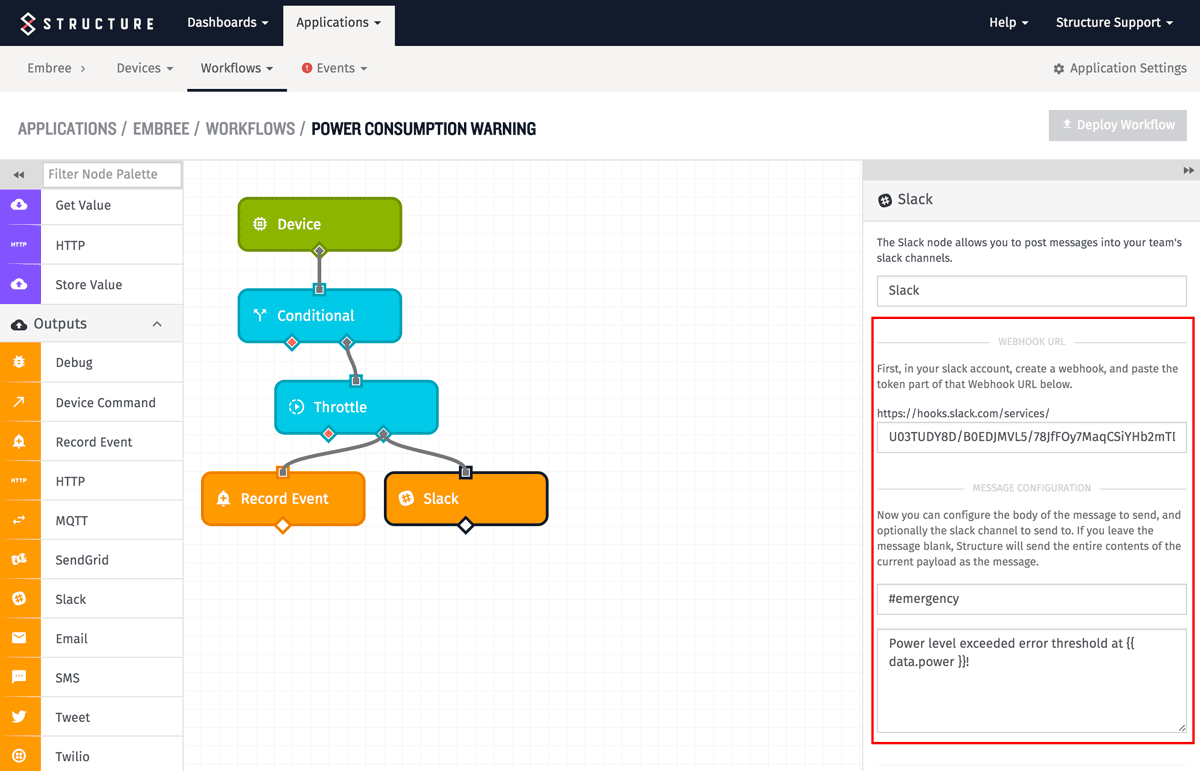 STRUCTURE
Dashboards
Applications
Help
Structure Support
Embree
Devices
Workflows
Events
Application Settings
APPLICATIONS / EMBREE / WORKFLOWS / POWER CONSUMPTION WARNING
Deploy Workflow
Filter Node Palette
Get Value
HTTP HTTP
Store Value
Outputs
Debug
Device Command
Record Event
HTTP HTTP
MQTT
SendGrid
Slack
Email
SMS
Tweet
Twilio
Device
Conditional
Throttle
Record Event
Slack
Slack
The Slack node allows you to post messages into your team's
slack channels.
Slack
WEBHOOK URL
First, in your slack account, create a webhook, and paste the
token part of that Webhook URL below.
https://hooks.slack.com/services/
U03TUDY8D/B0EDJMVL5/78JfFOy7MaqCSiYHb2mT
MESSAGE CONFIGURATION
Now you can configure the body of the message to send, and
optionally the slack channel to send to. If you leave the
message blank, Structure will send the entire contents of the
current payload as the message.
#emergency
Power level exceeded error threshold at {{
data.power }}!